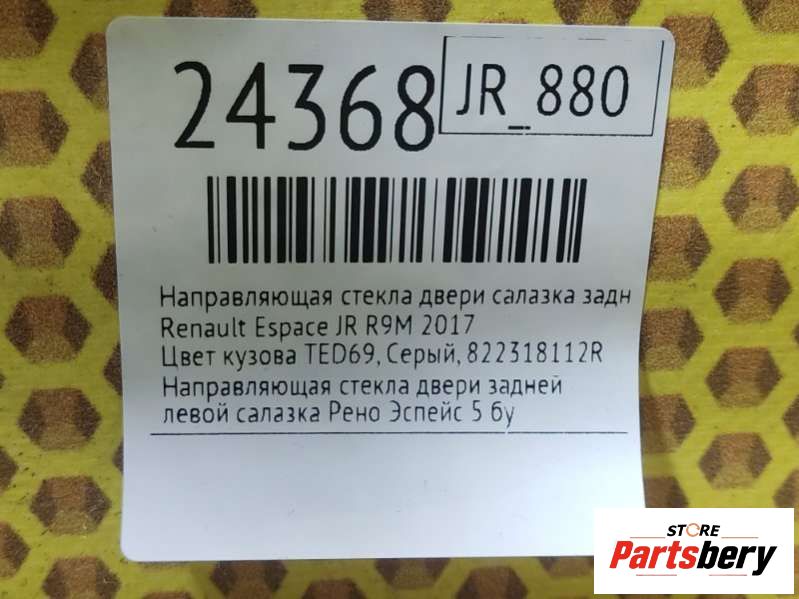 24368
JR_880
Направляющая стекла двери салазка задн
Renault Espace JR R9M 2017
Цвет кузова TED69, Серый, 822318112R
Направляющая стекла двери задней
левой салазка Рено Эспейс 5 бу
STORE
Partsbery